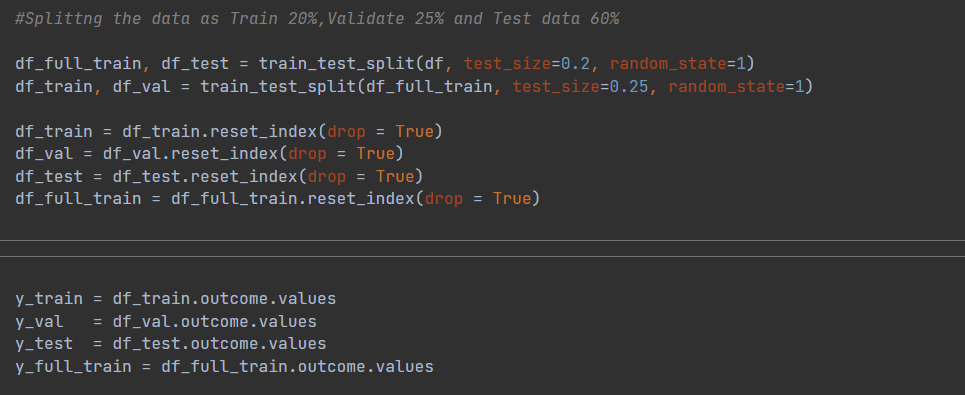 #Splittng the data as Train 20%,Validate 25% and Test data 60%
df_full_train, df_test = train_test_split(df, test_size=0.2, random_state=1)
df_train, df_val = train_test_split(df_full_train, test_size=0.25, random_state=1)
df_train = df_train.reset_index(drop = True)
df_val = df_val.reset_index(drop = True)
df_test = df_test.reset_index(drop = True)
df_full_train = df_full_train.reset_index(drop = True)
y_train = df_train.outcome.values
y_val   = df_val.outcome.values
y_test  = df_test.outcome.values
y_full_train = df_full_train.outcome.values